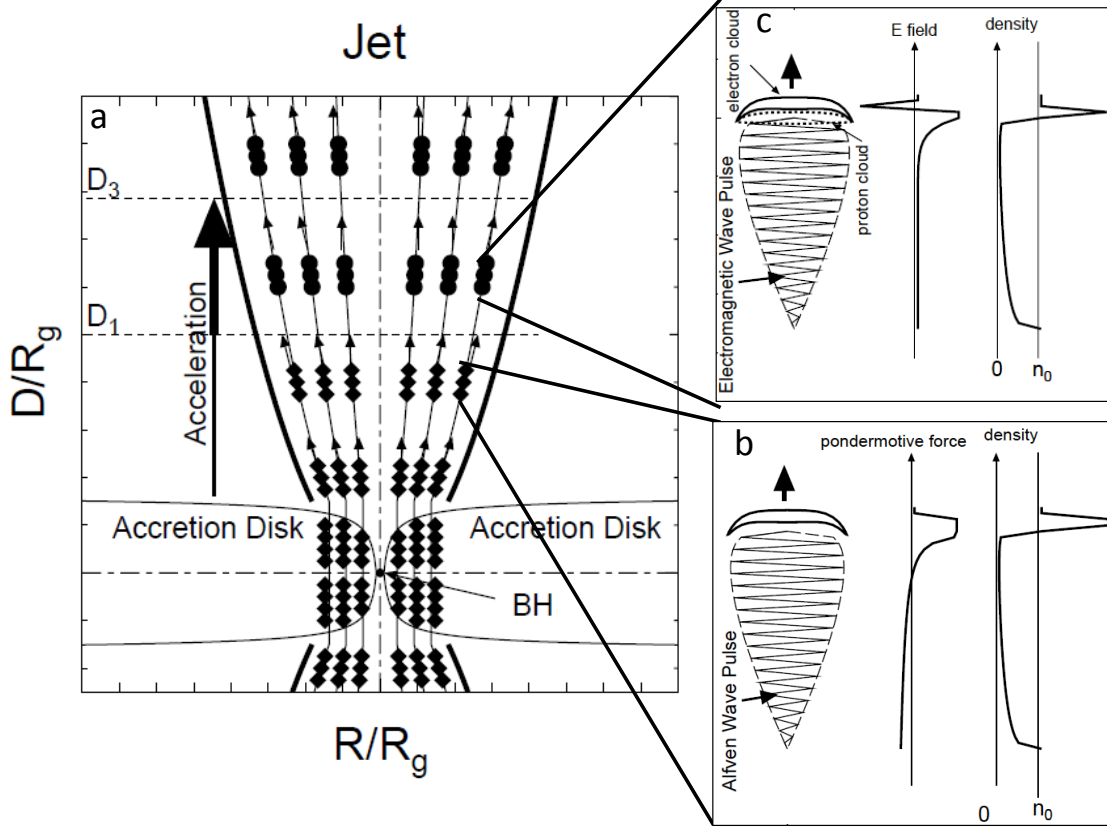 Jet
a
D3
D1
D/Rg
Acceleration
Accretion Disk
Accretion Disk
BH
R/Rg
c
electron cloud
proton cloud
Electromagnetic Wave Pulse
E field
density
0
n0
b
pondermotive force
density
Alfven Wave Pulse
0
n0